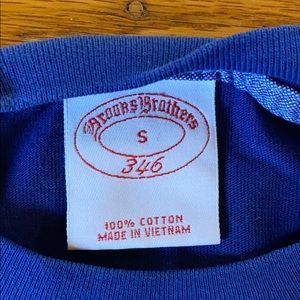 Brooks Brothers
S
346
100% COTTON
MADE IN VIETNAM